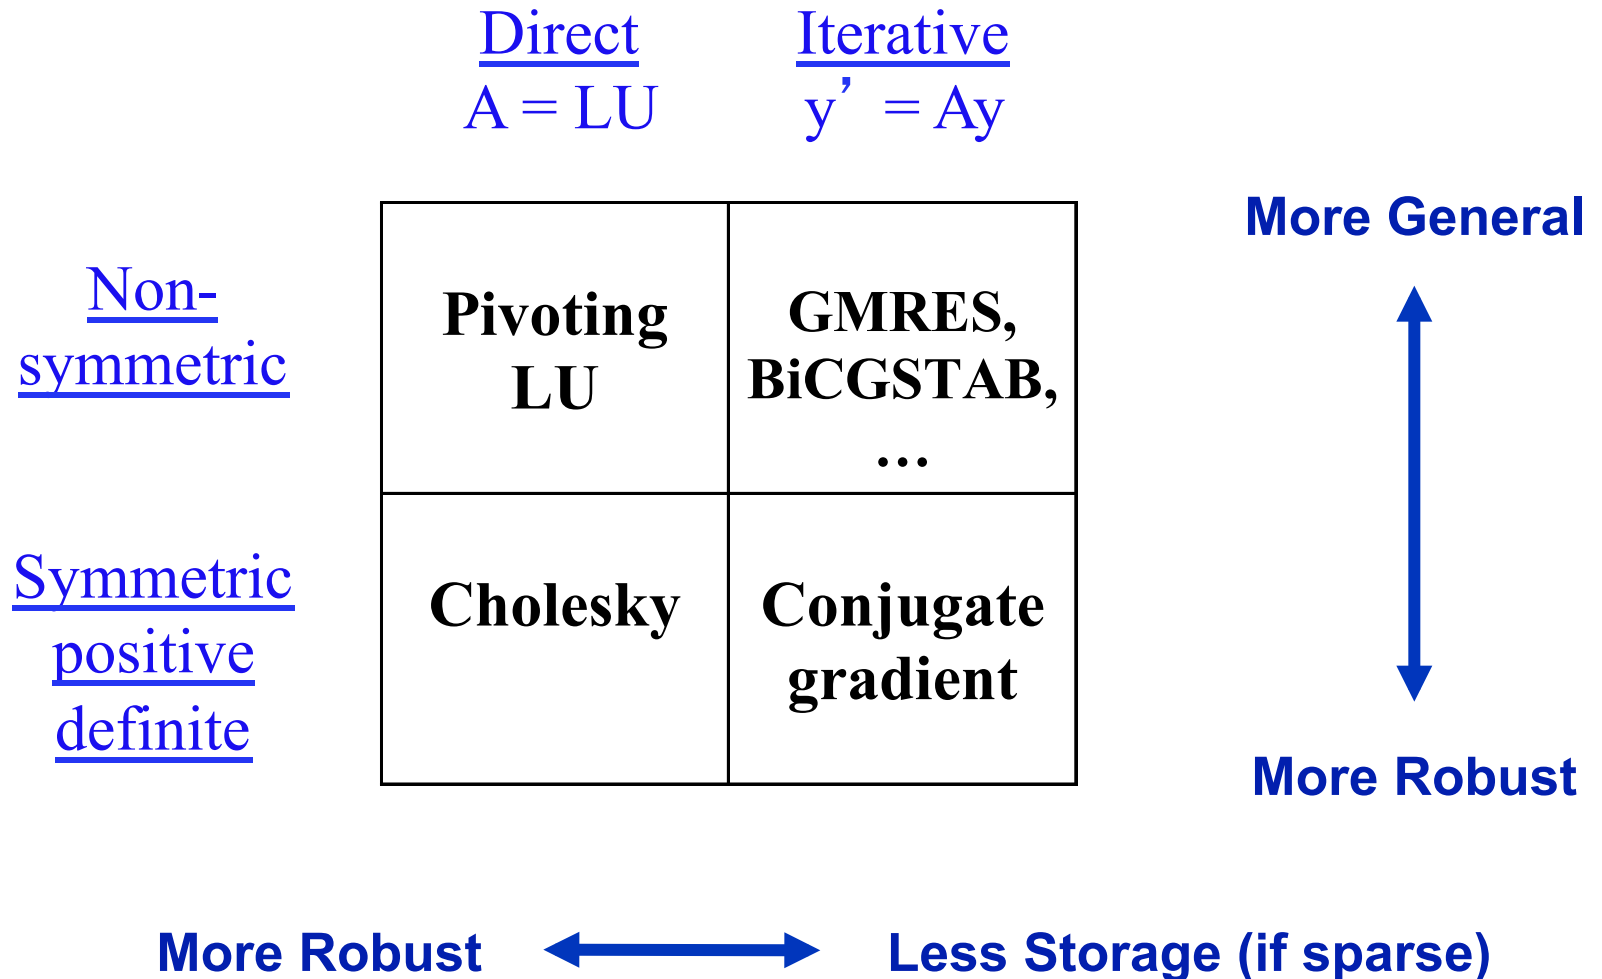 Direct
A = LU
Iterative
y’ = Ay
More General
Non-
symmetric
Pivoting
LU
GMRES,
BiCGSTAB,
…
Symmetric
positive
definite
Cholesky
Conjugate
gradient
More Robust
More Robust
Less Storage (if sparse)